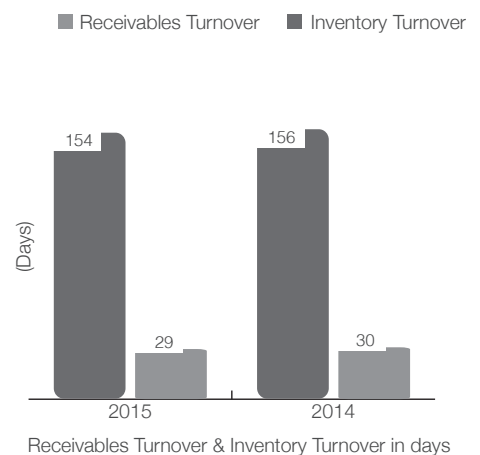 Receivables Turnover Inventory Turnover
154
156
29
30
(Days)
2015 2014
Receivables Turnover & Inventory Turnover in days